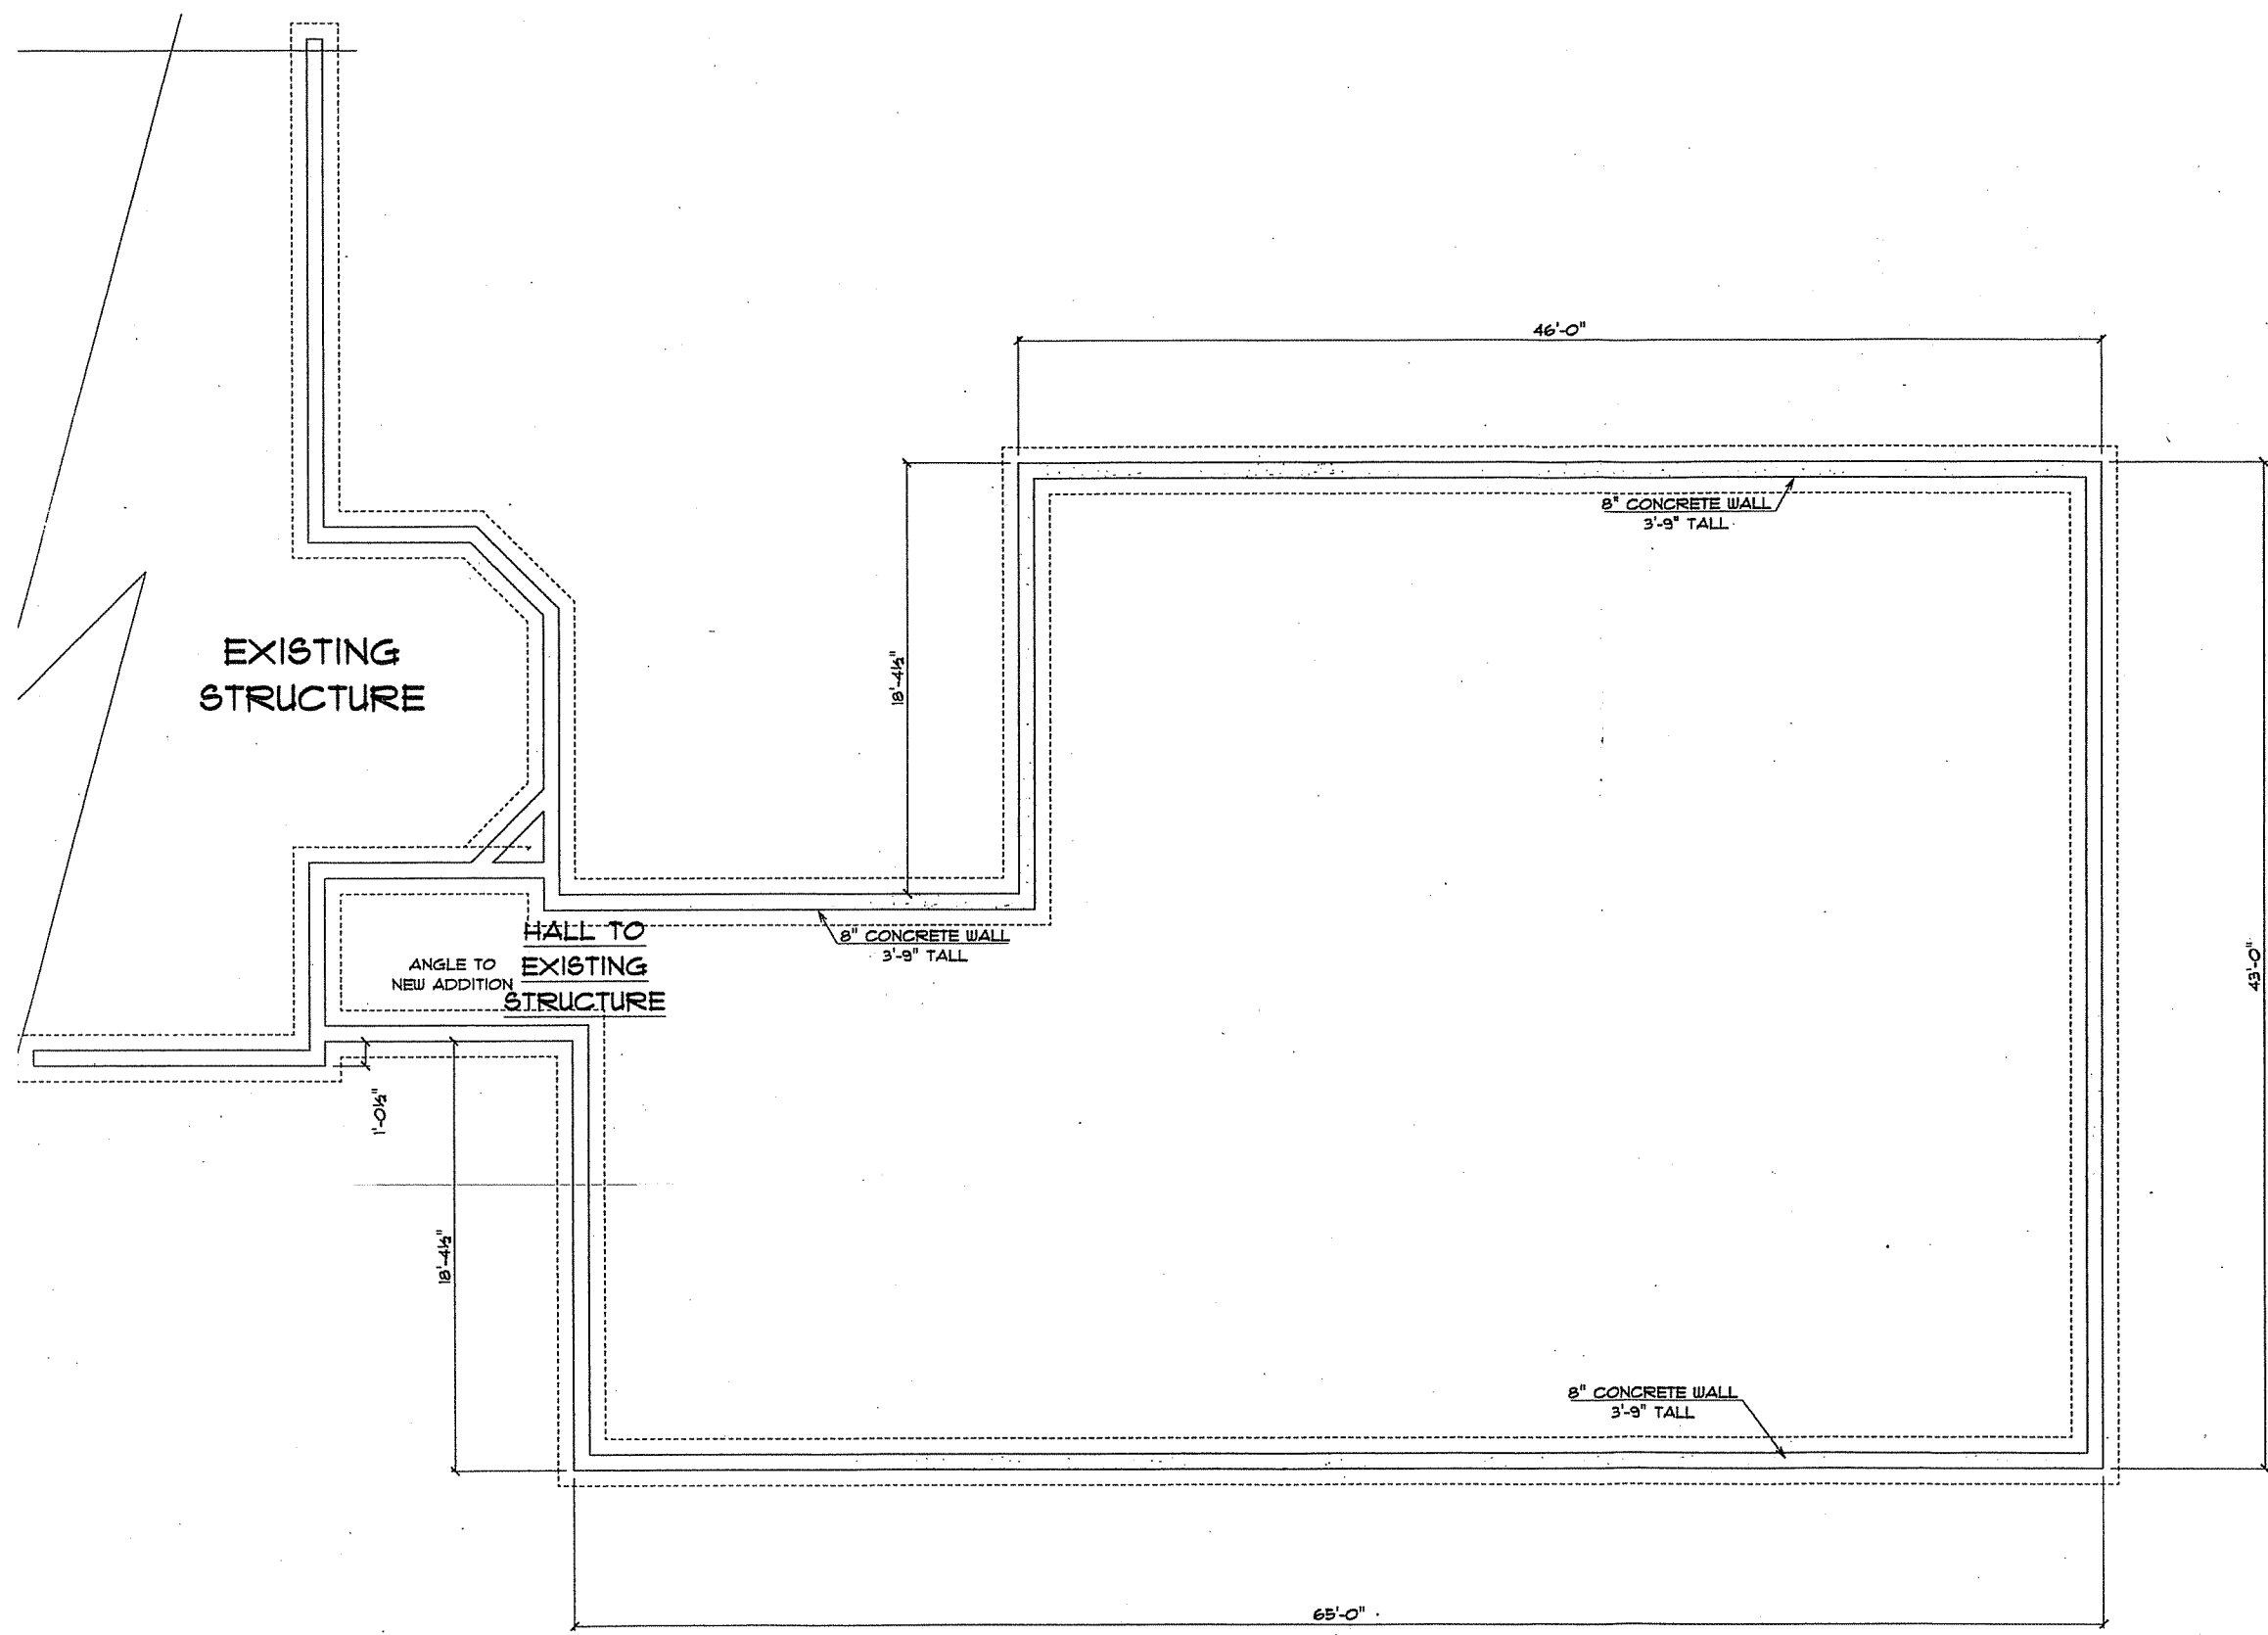 46'-0"
8" CONCRETE WALL
3'-9" TALL
EXISTING
STRUCTURE
18'-4½"
HALL TO
EXISTING
STRUCTURE
8" CONCRETE WALL
3'-9" TALL
ANGLE TO
NEW ADDITION
43'-0"
1'-0½"
18'-4½"
8" CONCRETE WALL
3'-9" TALL
65'-0"